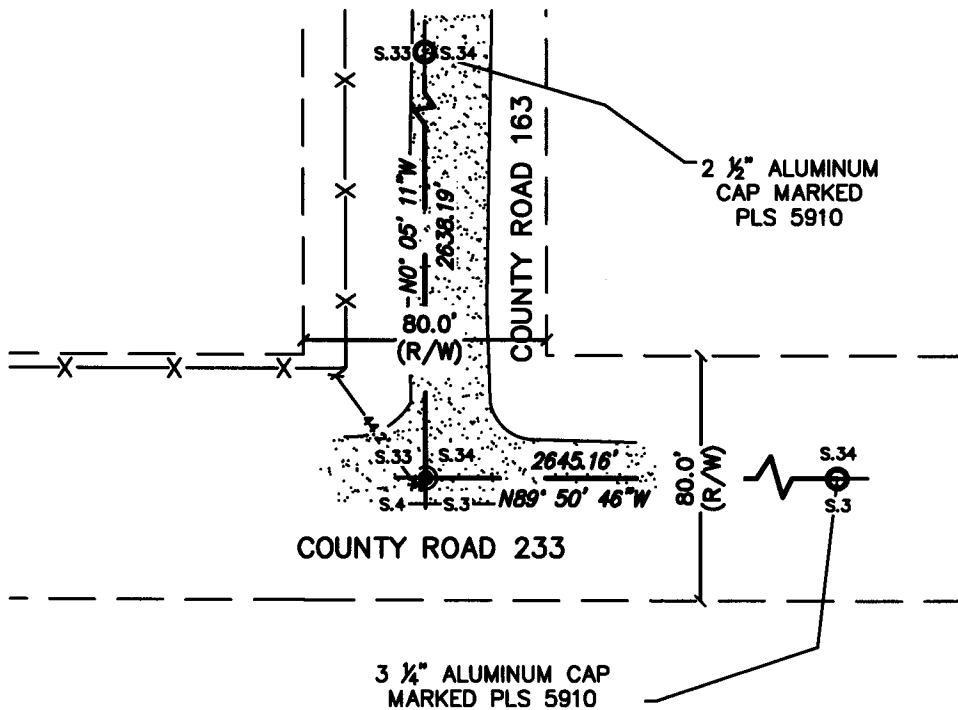 S.33 S.34
COUNTY ROAD 163
2 ½" ALUMINUM
CAP MARKED
PLS 5910
N0° 05' 11"W
2638.19'
80.0'
(R/W)
S.33 S.34
2645.16'
S.4 S.3 N89° 50' 46"W
80.0'
(R/W)
S.34
S.3
COUNTY ROAD 233
3 ¼" ALUMINUM CAP
MARKED PLS 5910